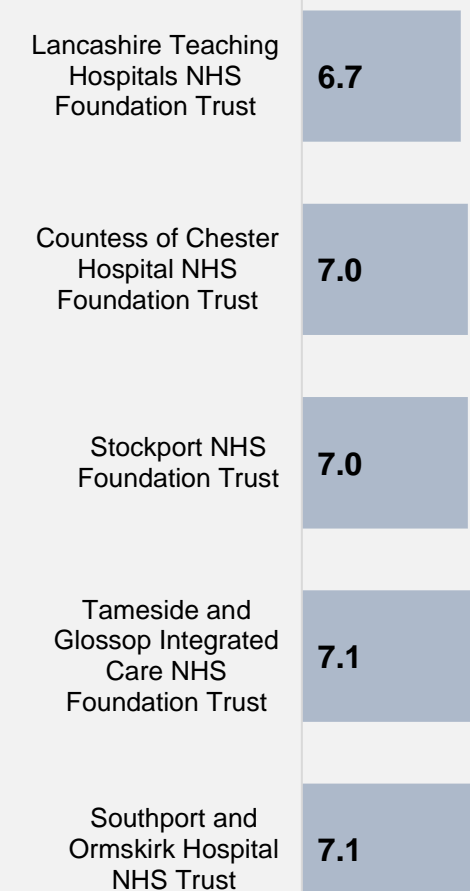 Lancashire Teaching
Hospitals NHS
Foundation Trust
6.7
Countess of Chester
Hospital NHS
Foundation Trust
7.0
Stockport NHS
Foundation Trust
7.0
Tameside and
Glossop Integrated
Care NHS
Foundation Trust
7.1
Southport and
Ormskirk Hospital
NHS Trust
7.1